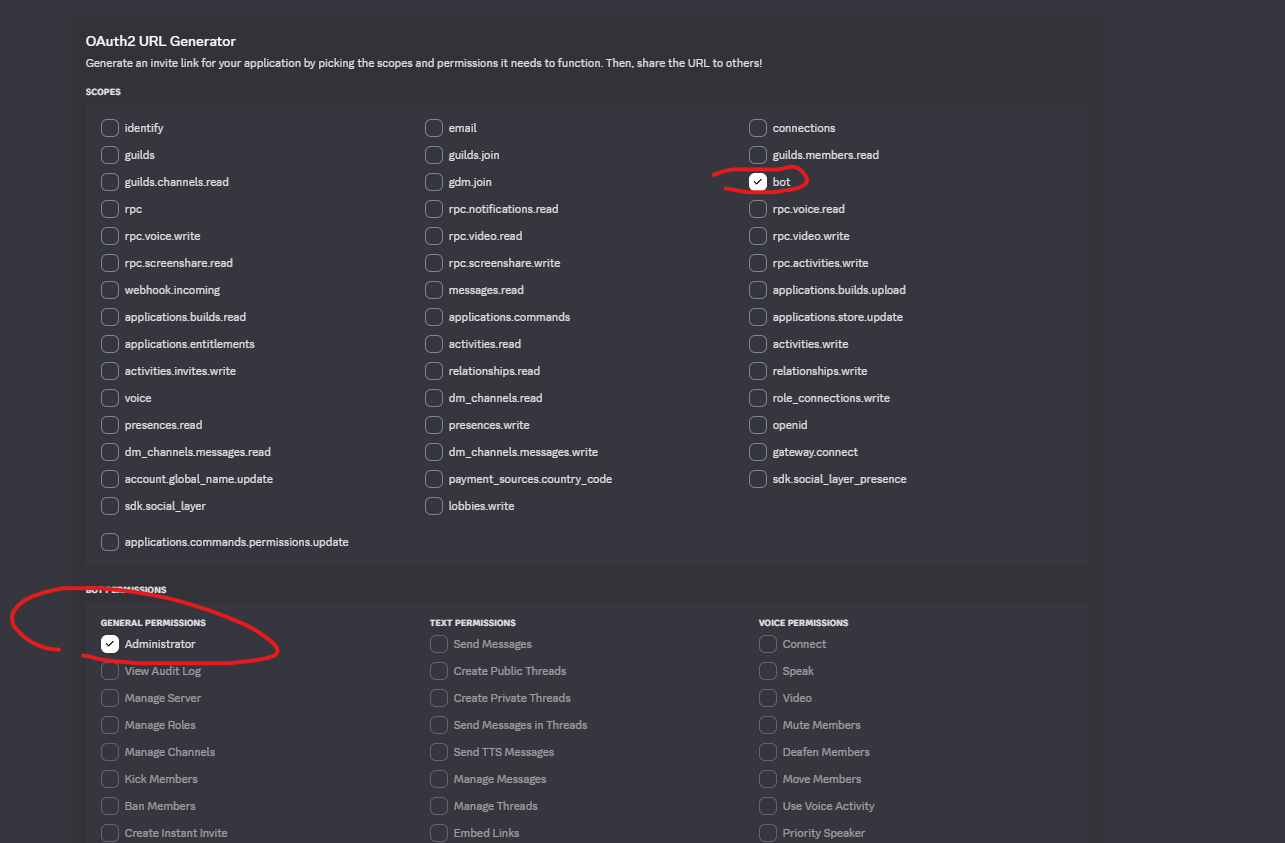 OAuth2 URL Generator
Generate an invite link for your application by picking the scopes and permissions it needs to function. Then, share the URL to others!
SCOPES
identify email connections
guilds guilds.join guilds.members.read
guilds.channels.read gdm.join bot
rpc rpc.notifications.read rpc.voice.read
rpc.voice.write rpc.video.read rpc.video.write
rpc.screenshare.read rpc.screenshare.write rpc.activities.write
webhook.incoming messages.read applications.builds.upload
applications.builds.read applications.commands applications.store.update
applications.entitlements activities.read activities.write
activities.invites.write relationships.read relationships.write
voice dm_channels.read role_connections.write
presences.read presences.write openid
dm_channels.messages.read dm_channels.messages.write gateway.connect
account.global_name.update payment_sources.country_code sdk.social_layer_presence
sdk.social_layer lobbies.write
applications.commands.permissions.update
BOT PERMISSIONS
GENERAL PERMISSIONS TEXT PERMISSIONS VOICE PERMISSIONS
Administrator Send Messages Connect
View Audit Log Create Public Threads Speak
Manage Server Create Private Threads Video
Manage Roles Send Messages in Threads Mute Members
Manage Channels Send TTS Messages Deafen Members
Kick Members Manage Messages Move Members
Ban Members Manage Threads Use Voice Activity
Create Instant Invite Embed Links Priority Speaker